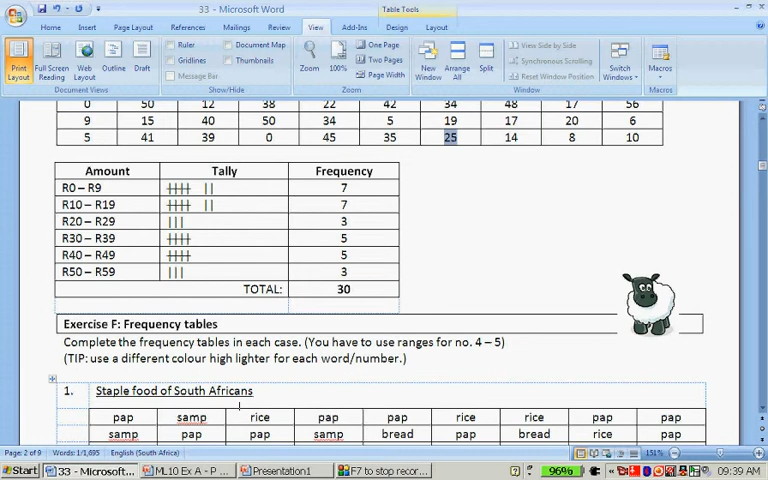 33 - Microsoft Word
Table Tools
Home Insert Page Layout References Mailings Review View Add-Ins Design Layout
Print Layout
Full Screen Reading
Web Layout
Outline
Draft
Document Views
Ruler
Gridlines
Message Bar
Document Map
Thumbnails
Show/Hide
Zoom
100%
One Page
Two Pages
Page Width
Zoom
New Window
Arrange All
Split
View Side by Side
Synchronous Scrolling
Reset Window Position
Window
Switch Windows
Macros
Macros
0 50 12 38 22 42 34 48 17 56
9 15 40 50 34 5 19 17 20 6
5 41 39 0 45 35 25 14 8 10
Amount Tally Frequency
R0 – R9 7
R10 – R19 7
R20 – R29 3
R30 – R39 5
R40 – R49 5
R50 – R59 3
TOTAL: 30
Exercise F: Frequency tables
Complete the frequency tables in each case. (You have to use ranges for no. 4 – 5)
(TIP: use a different colour high lighter for each word/number.)
1. Staple food of South Africans
pap samp rice pap pap rice rice pap pap
samp pap pap samp bread pap bread rice pap
Page: 2 of 9 Words: 1/1,695 English (South Africa) 151%
Start 33 - Microsoft... ML10 Ex A - P ... Presentation1 F7 to stop recor... 96% 09:39 AM